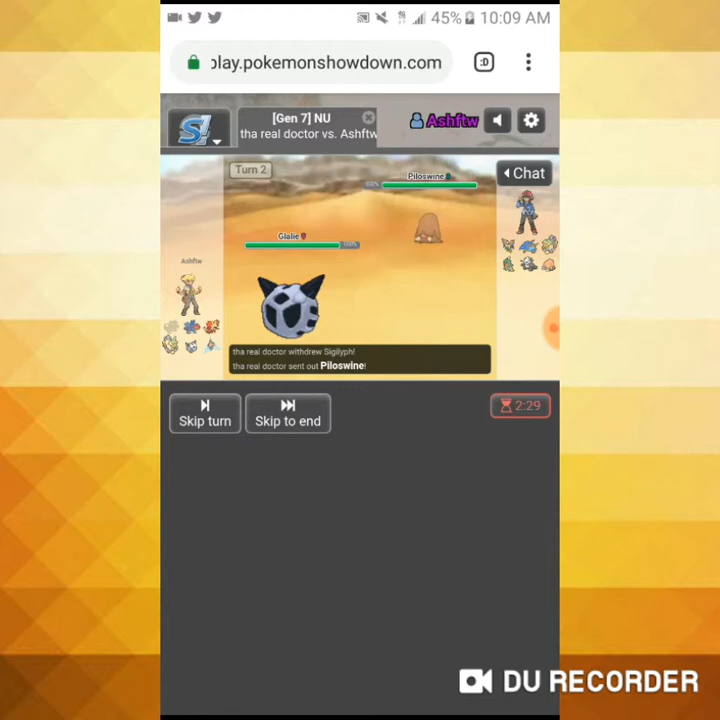 45% 10:09 AM
play.pokemonshowdown.com
:D
S!
[Gen 7] NU
tha real doctor vs. Ashftw
Ashftw
Turn 2
Piloswine
100%
Chat
Glalie
100%
Ashftw
tha real doctor withdrew Sigilyph!
tha real doctor sent out Piloswine!
Skip turn
Skip to end
2:29
DU RECORDER